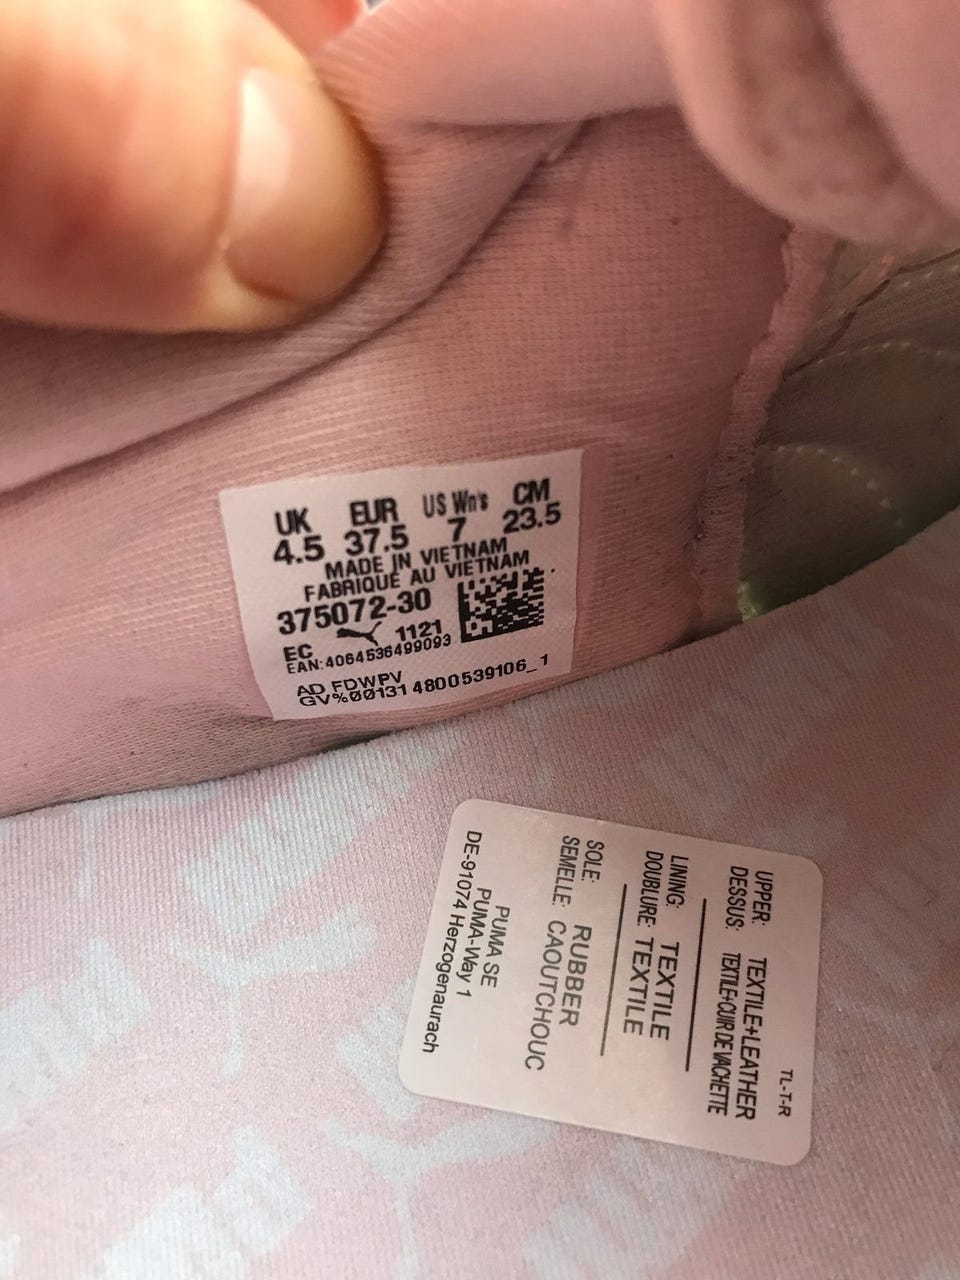 UK EUR US Wn's CM
4.5 37.5 7 23.5
MADE IN VIETNAM
FABRIQUÉ AU VIETNAM
375072-30
EC 1121
EAN:4064536499093
AD FDWPV
GV%00131 4800539106_1
TL-T-R
UPPER: TEXTILE+LEATHER
DESSUS: TEXTILE+CUIR DE VACHETTE
LINING: TEXTILE
DOUBLURE: TEXTILE
SOLE: RUBBER
SEMELLE: CAOUTCHOUC
PUMA SE
PUMA-Way 1
DE-91074 Herzogenaurach